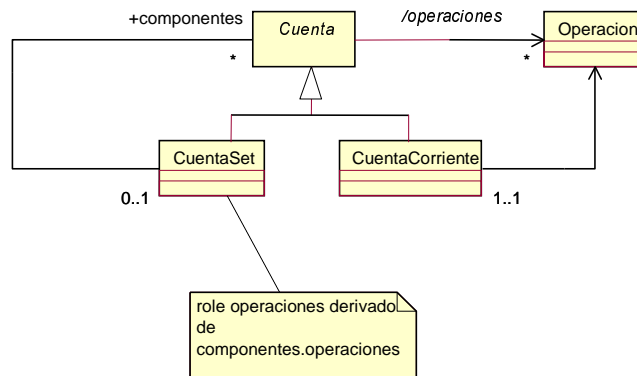 +componentes
Cuenta
/operaciones
Operacion
*
*
CuentaSet
CuentaCorriente
0..1
1..1
role operaciones derivado
de
componentes.operaciones